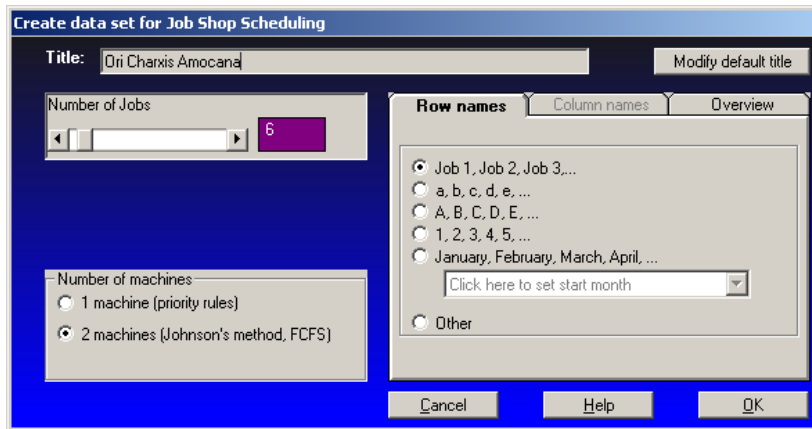 Create data set for Job Shop Scheduling
Title: Ori Charxis Amocana Modify default title
Number of Jobs
6
Row names Column names Overview
Job 1, Job 2, Job 3,...
a, b, c, d, e, ...
A, B, C, D, E, ...
1, 2, 3, 4, 5, ...
January, February, March, April, ...
Click here to set start month
Other
Number of machines
1 machine (priority rules)
2 machines (Johnson's method, FCFS)
Cancel Help OK